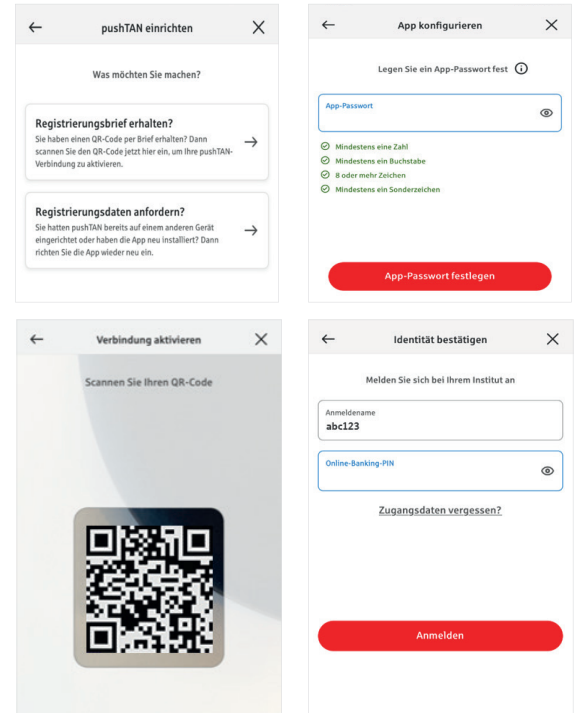 pushTAN einrichten
Was möchten Sie machen?
Registrierungsbrief erhalten?
Sie haben einen QR-Code per Brief erhalten? Dann
scannen Sie den QR-Code jetzt hier ein, um Ihre pushTAN-
Verbindung zu aktivieren.
Registrierungsdaten anfordern?
Sie hatten pushTAN bereits auf einem anderen Gerät
eingerichtet oder haben die App neu installiert? Dann
richten Sie die App wieder neu ein.
App konfigurieren
Legen Sie ein App-Passwort fest
App-Passwort
Mindestens eine Zahl
Mindestens ein Buchstabe
8 oder mehr Zeichen
Mindestens ein Sonderzeichen
App-Passwort festlegen
Verbindung aktivieren
Scannen Sie Ihren QR-Code
Identität bestätigen
Melden Sie sich bei Ihrem Institut an
Anmeldename
abc123
Online-Banking-PIN
Zugangsdaten vergessen?
Anmelden